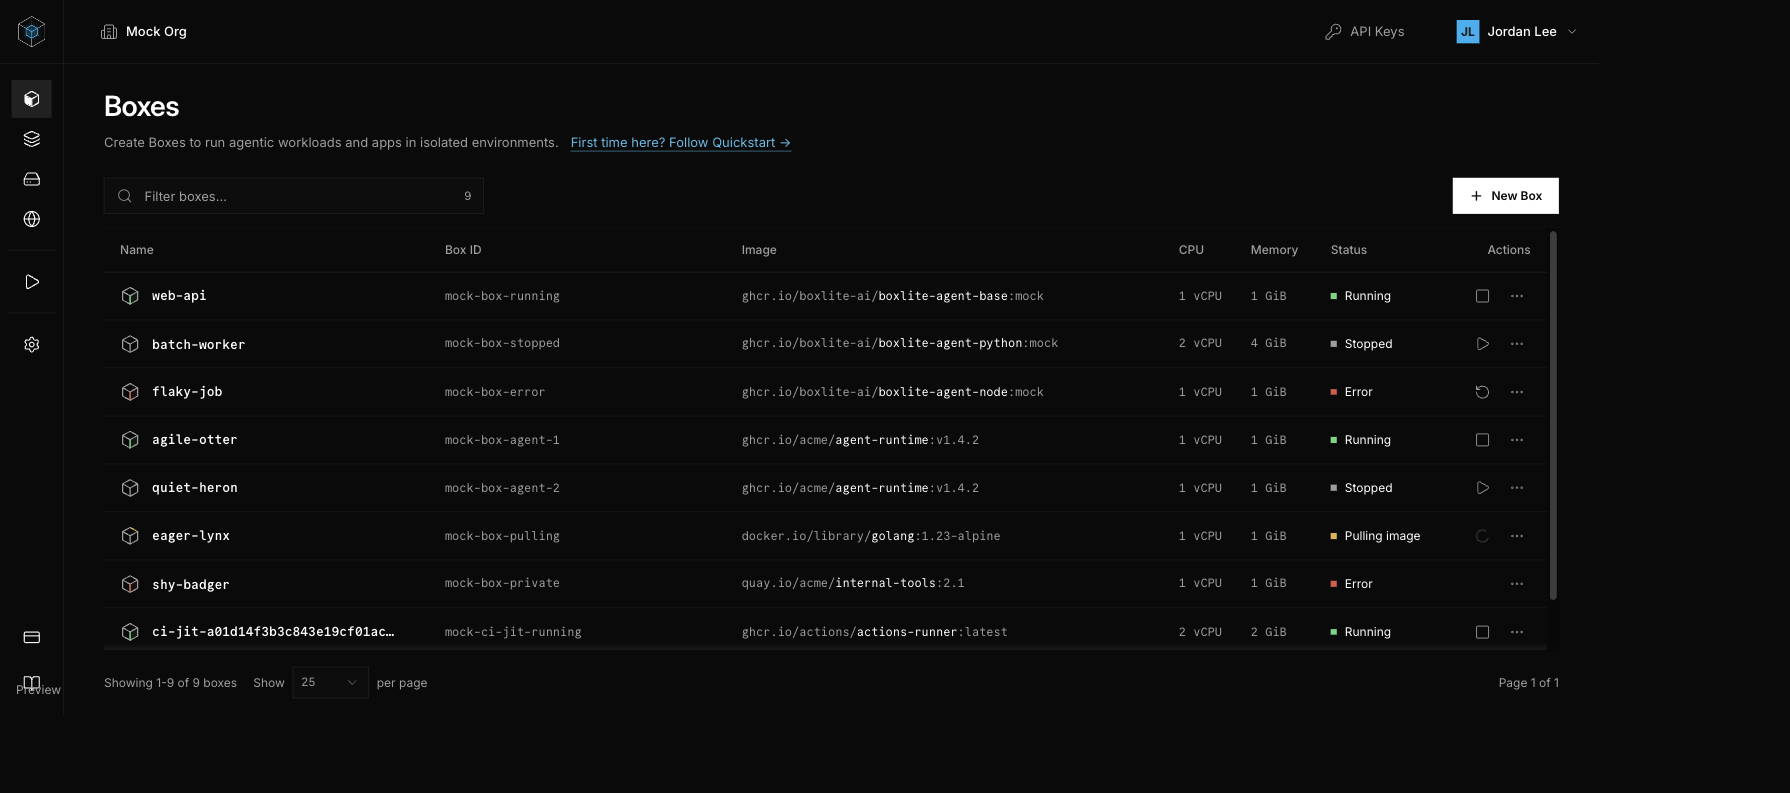 Mock Org
API Keys
JL Jordan Lee
Boxes
Create Boxes to run agentic workloads and apps in isolated environments. First time here? Follow Quickstart →
Filter boxes... 9
+ New Box
Name Box ID Image CPU Memory Status Actions
web-api mock-box-running ghcr.io/boxlite-ai/boxlite-agent-base:mock 1 vCPU 1 GiB Running
batch-worker mock-box-stopped ghcr.io/boxlite-ai/boxlite-agent-python:mock 2 vCPU 4 GiB Stopped
flaky-job mock-box-error ghcr.io/boxlite-ai/boxlite-agent-node:mock 1 vCPU 1 GiB Error
agile-otter mock-box-agent-1 ghcr.io/acme/agent-runtime:v1.4.2 1 vCPU 1 GiB Running
quiet-heron mock-box-agent-2 ghcr.io/acme/agent-runtime:v1.4.2 1 vCPU 1 GiB Stopped
eager-lynx mock-box-pulling docker.io/library/golang:1.23-alpine 1 vCPU 1 GiB Pulling image
shy-badger mock-box-private quay.io/acme/internal-tools:2.1 1 vCPU 1 GiB Error
ci-jit-a01d14f3b3c843e19cf01ac… mock-ci-jit-running ghcr.io/actions/actions-runner:latest 2 vCPU 2 GiB Running
Showing 1-9 of 9 boxes Show 25 per page Page 1 of 1
Preview